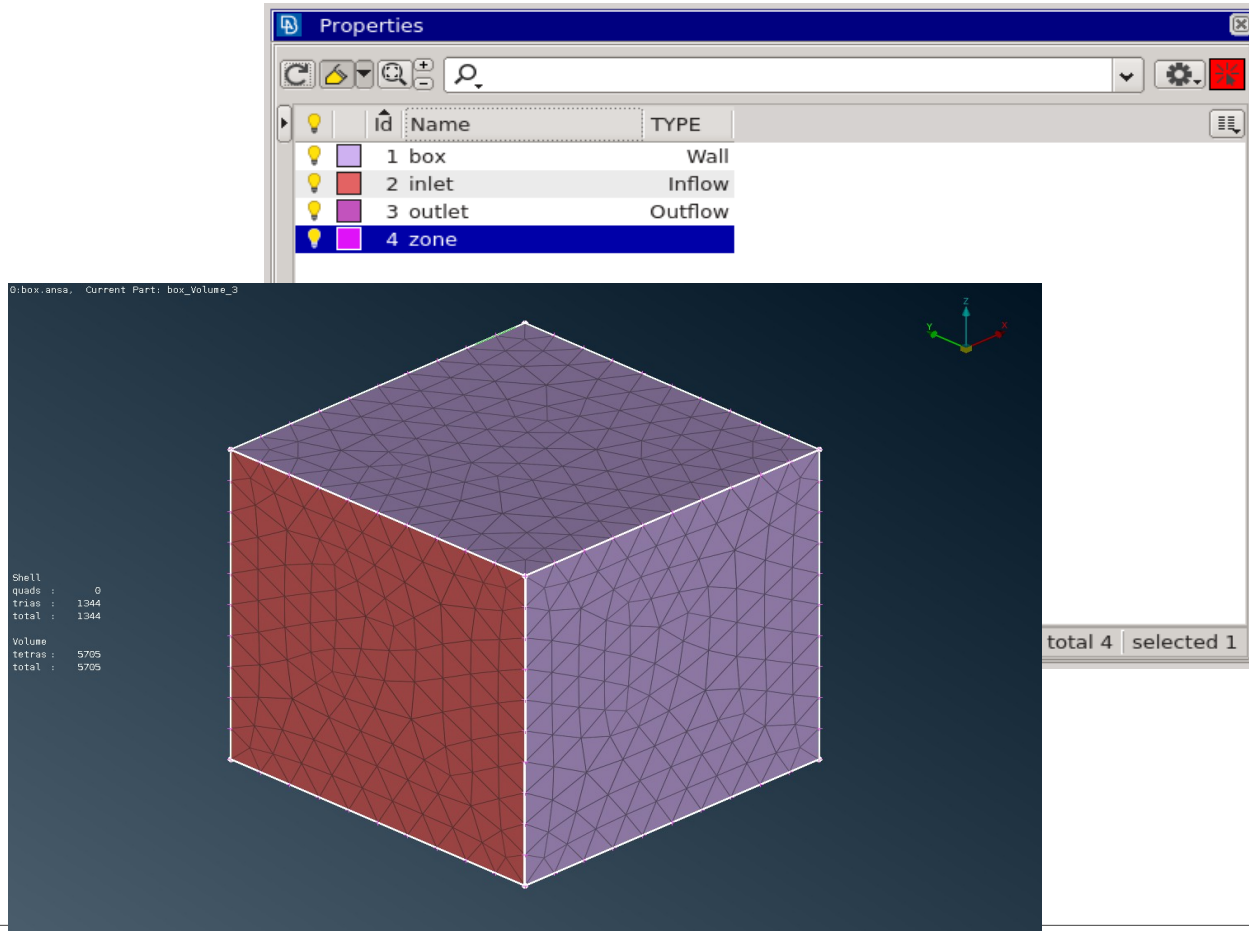 Properties
Id Name TYPE
1 box Wall
2 inlet Inflow
3 outlet Outflow
4 zone
0:box.ansa, Current Part: box_Volume_3
Z
Y X
Shell
quads : 0
trias : 1344
total : 1344
Volume
tetras : 5705
total : 5705
total 4 selected 1